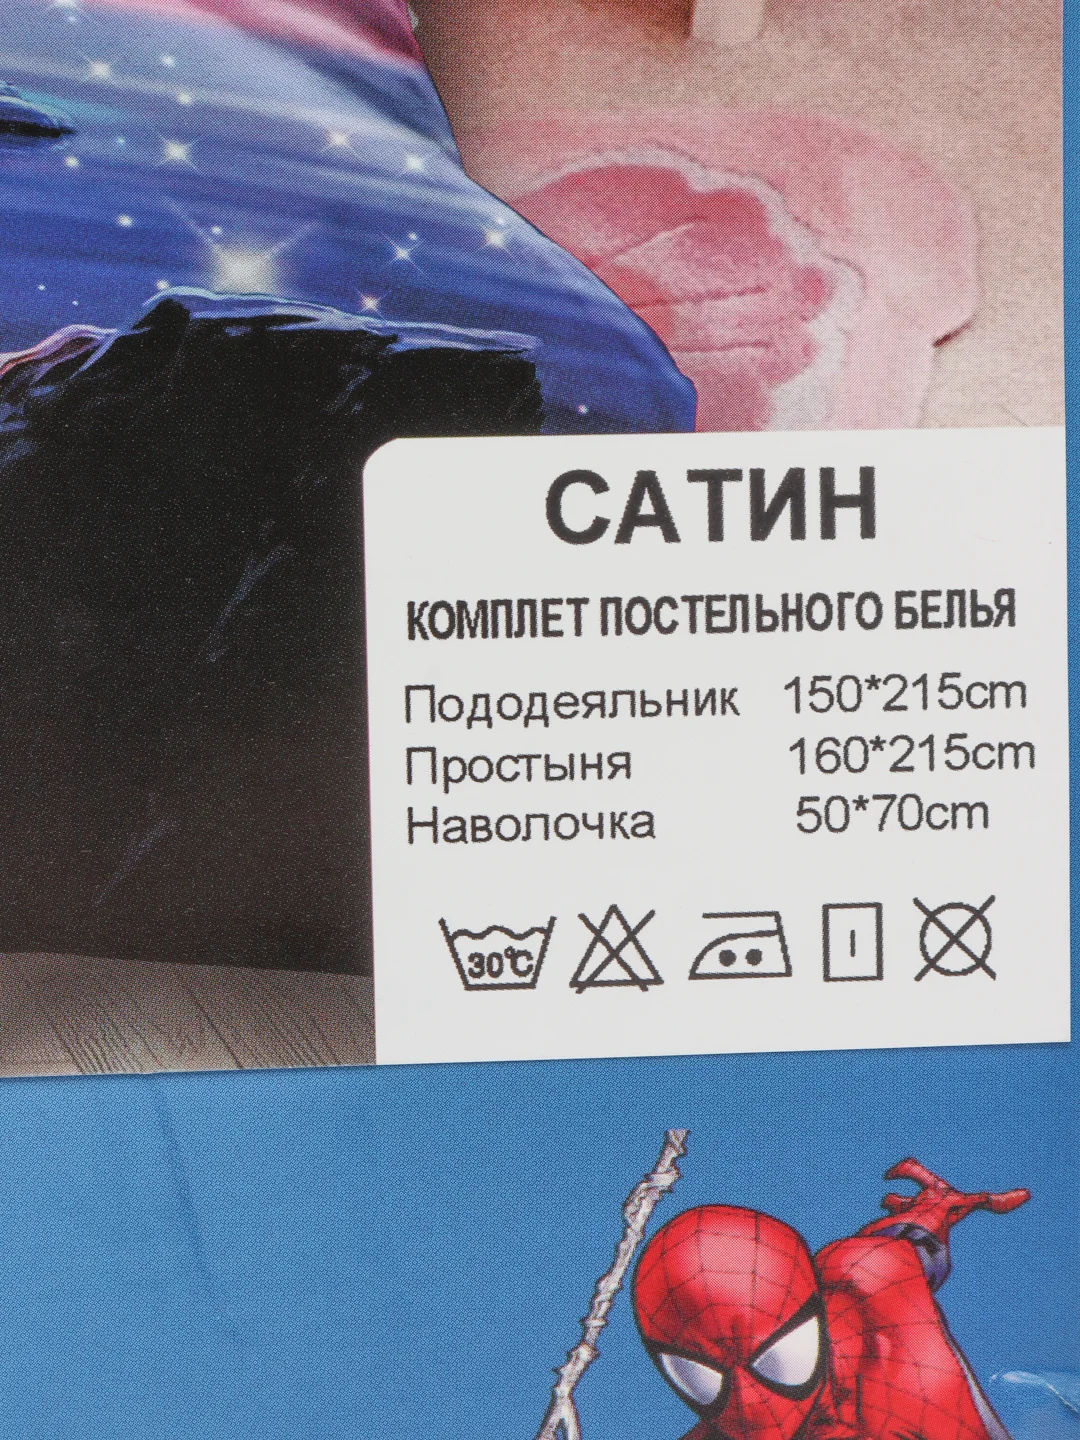 САТИН
КОМПЛЕТ ПОСТЕЛЬНОГО БЕЛЬЯ
Пододеяльник 150*215cm
Простыня 160*215cm
Наволочка 50*70cm
30°C